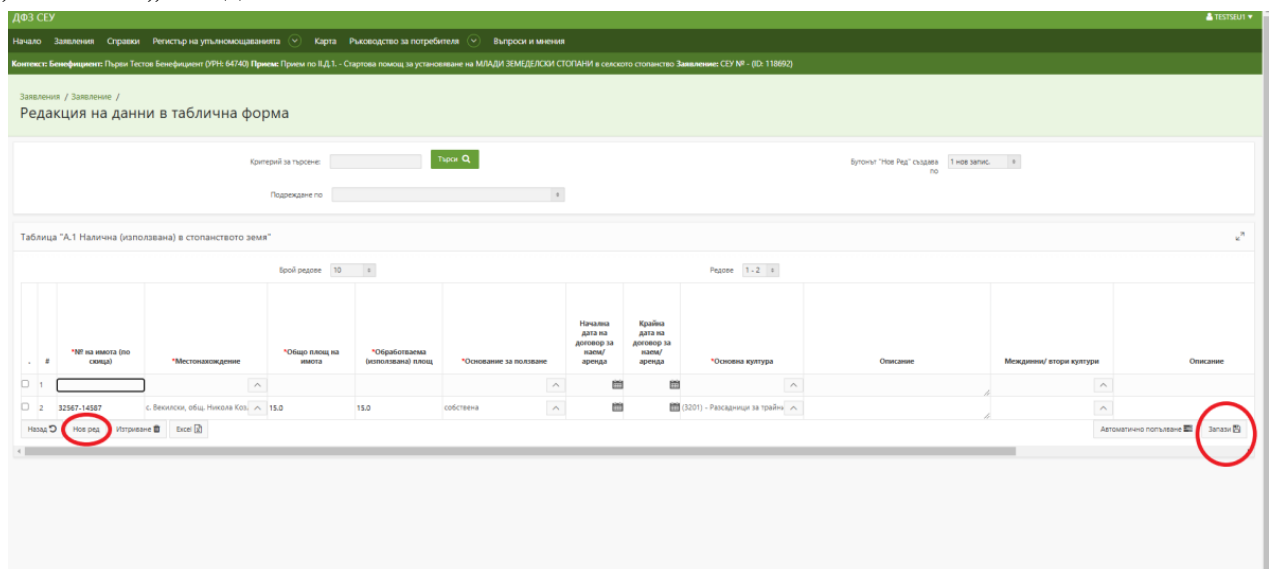 ДФЗ СЕУ
TESTSEU1
Начало Заявления Справки Регистър на упълномощаванията Карта Ръководство за потребителя Въпроси и мнения
Контекст: Бенефициент: Първи Тестов Бенефициент (УРН: 64740) Прием: Прием по II.Д.1. - Стартова помощ за установяване на МЛАДИ ЗЕМЕДЕЛСКИ СТОПАНИ в селското стопанство Заявление: СЕУ № - (ID: 118692)
Заявления / Заявление /
Редакция на данни в таблична форма
Критерий за търсене: Търси
Бутонът "Нов Ред" създава по 1 нов запис.
Подреждане по
Таблица "А.1 Налична (използвана) в стопанството земя"
Брой редове 10 Редове 1 - 2
. # *№ на имота (по скица) *Местонахождение *Общо площ на имота *Обработваема (използвана) площ *Основание за ползване Начална дата на договор за наем/ аренда Крайна дата на договор за наем/ аренда *Основна култура Описание Междинни/ втори култури Описание
1
2 32567-14587 с. Векилски, общ. Никола Коз. 15.0 15.0 собствена (3201) - Разсадници за трайни
Назад Нов ред Изтриване Excel Автоматично попълване Запази